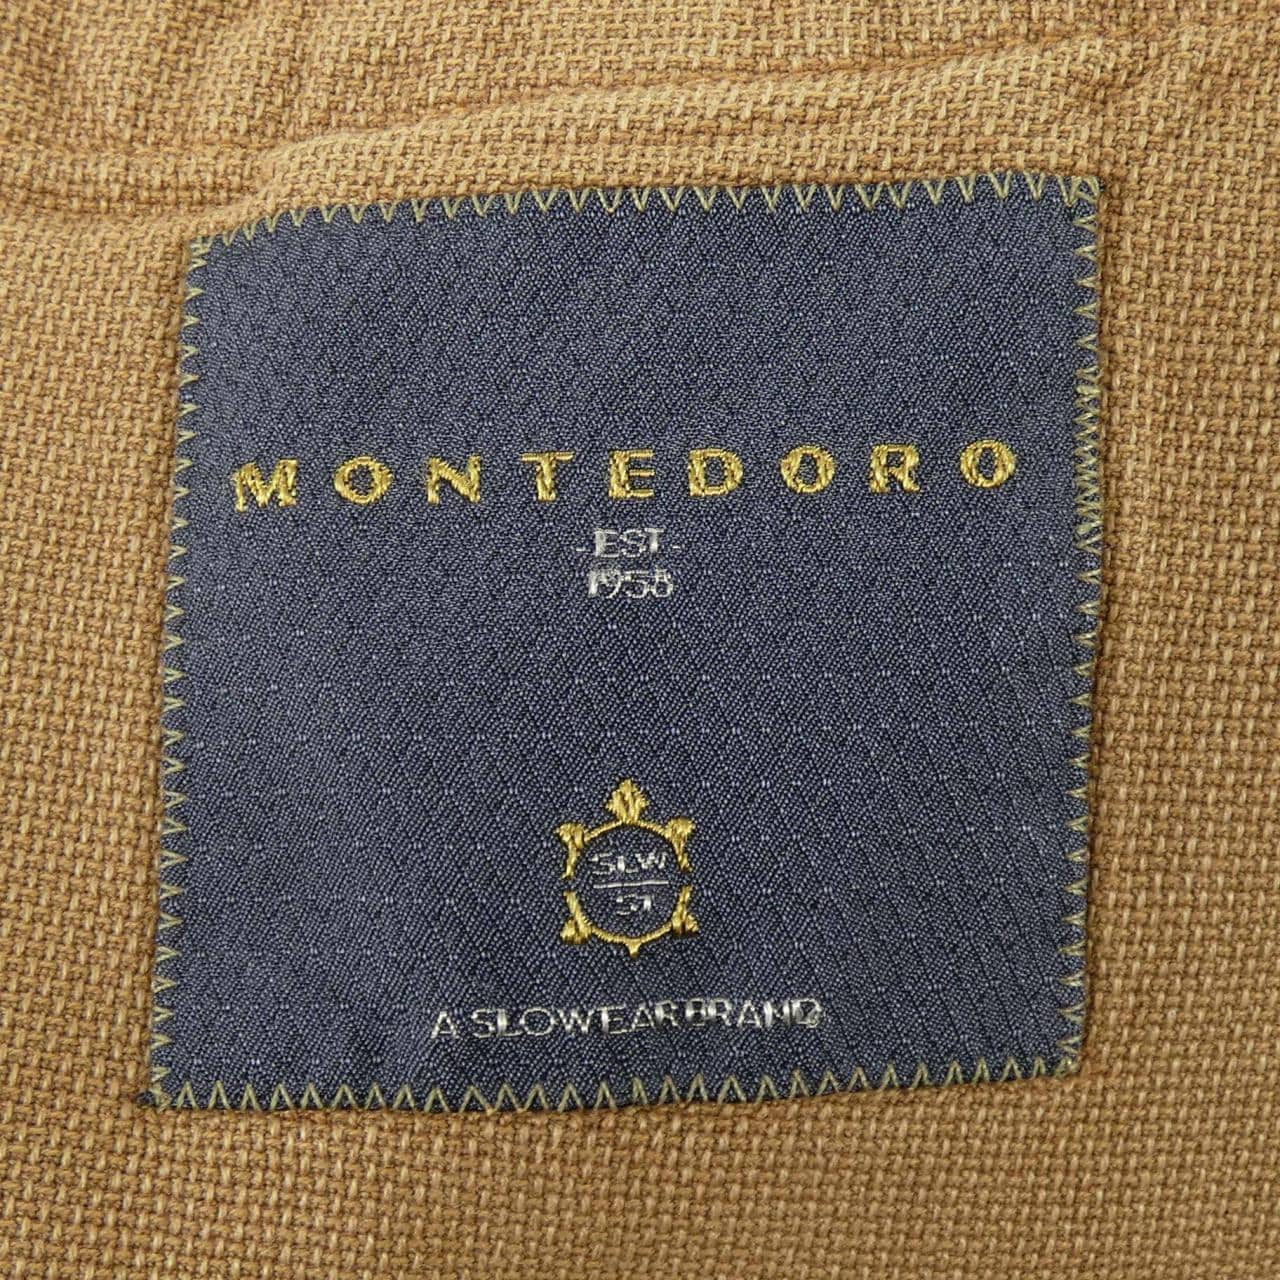 MONTEDORO
-EST-
1958
SLW
ST
A SLOWEAR BRAND